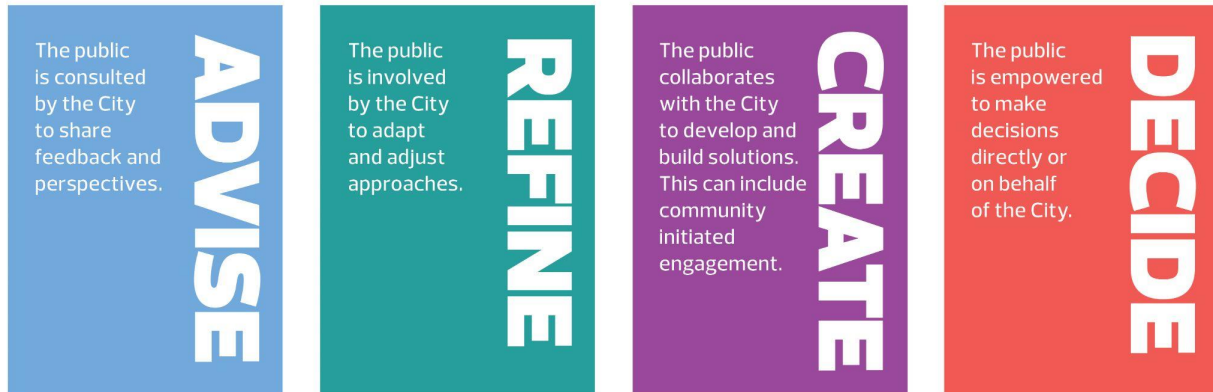 The public
is consulted
by the City
to share
feedback and
perspectives.
ADVISE
The public
is involved
by the City
to adapt
and adjust
approaches.
REFINE
The public
collaborates
with the City
to develop and
build solutions.
This can include
community
initiated
engagement.
CREATE
The public
is empowered
to make
decisions
directly or
on behalf
of the City.
DECIDE